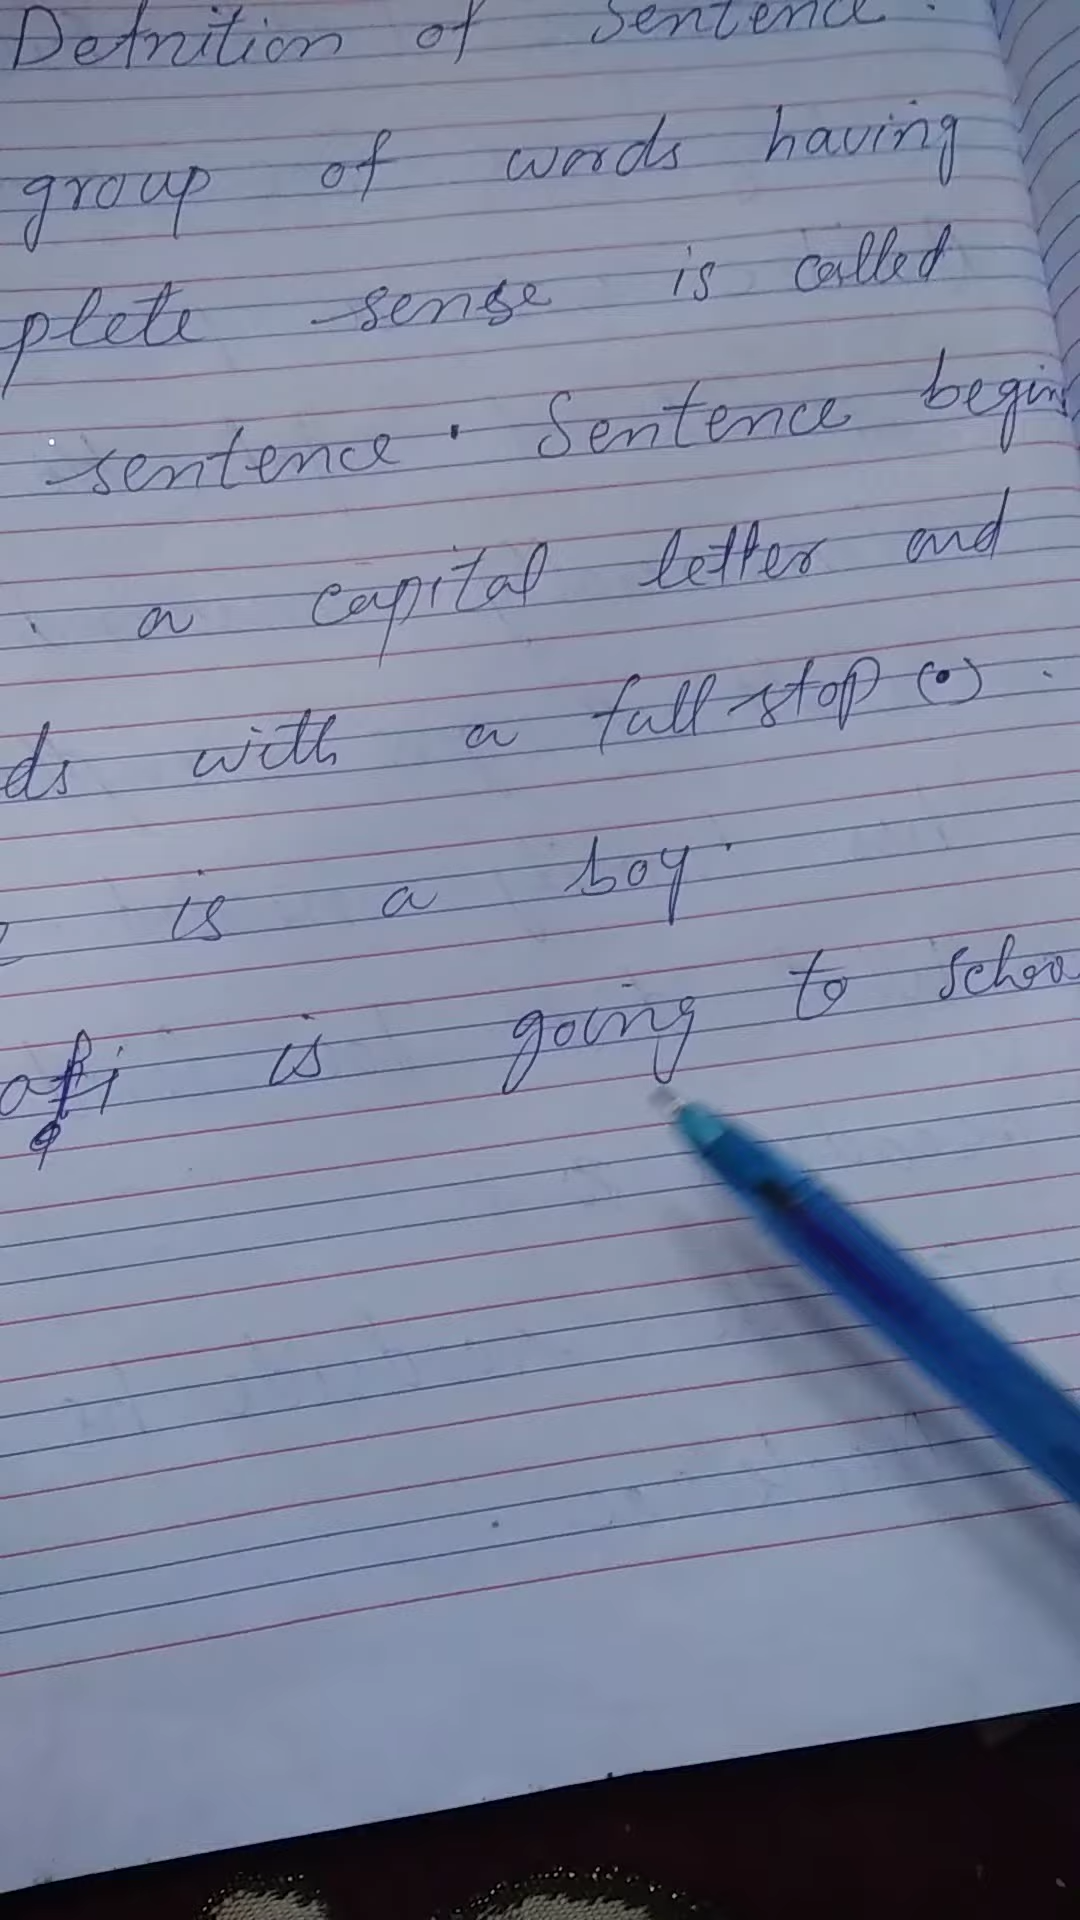 Definition of Sentence.
group of words having
plete sense is called
sentence. Sentence begins
a capital letter and
ds with a full stop (.).
is a boy.
afi is going to schoo